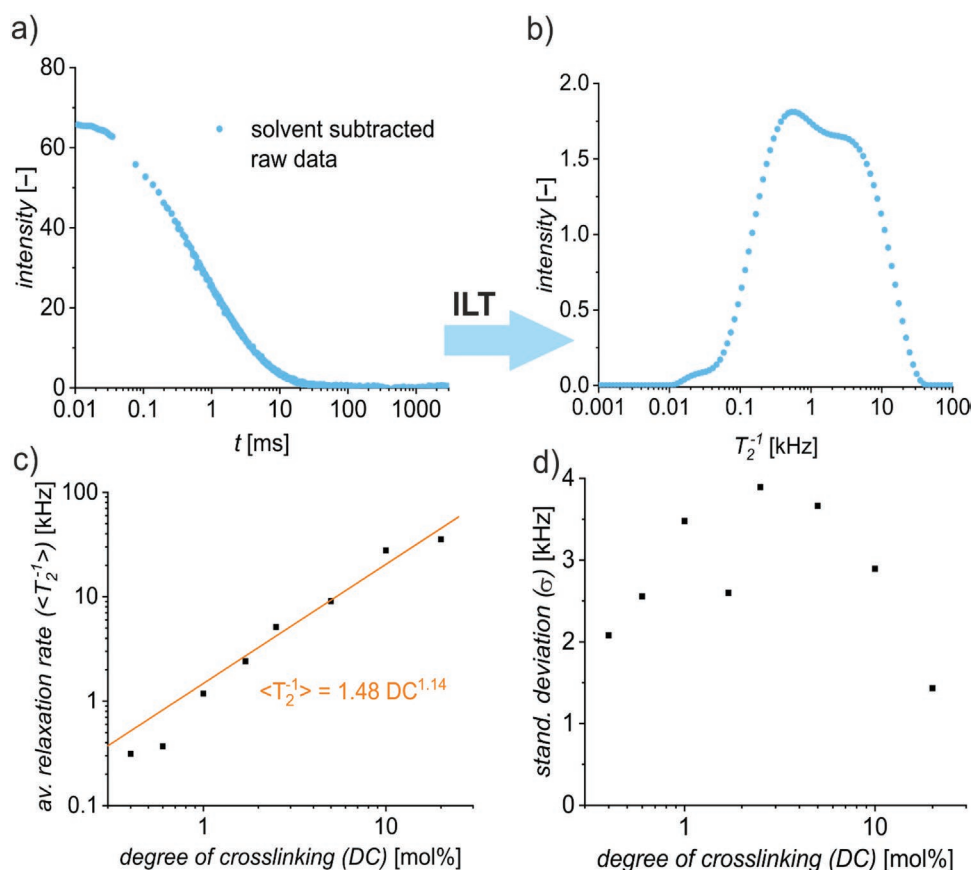 a)
80
60
40
20
0
intensity [–]
solvent subtracted
raw data
0.01 0.1 1 10 100 1000
t [ms]
ILT
b)
2.0
1.5
1.0
0.5
0.0
intensity [–]
0.001 0.01 0.1 1 10 100
T₂⁻¹ [kHz]
c)
100
10
1
0.1
av. relaxation rate (<T₂⁻¹>) [kHz]
<T₂⁻¹> = 1.48 DC¹·¹⁴
1 10
degree of crosslinking (DC) [mol%]
d)
4
3
2
1
0
stand. deviation (σ) [kHz]
1 10
degree of crosslinking (DC) [mol%]